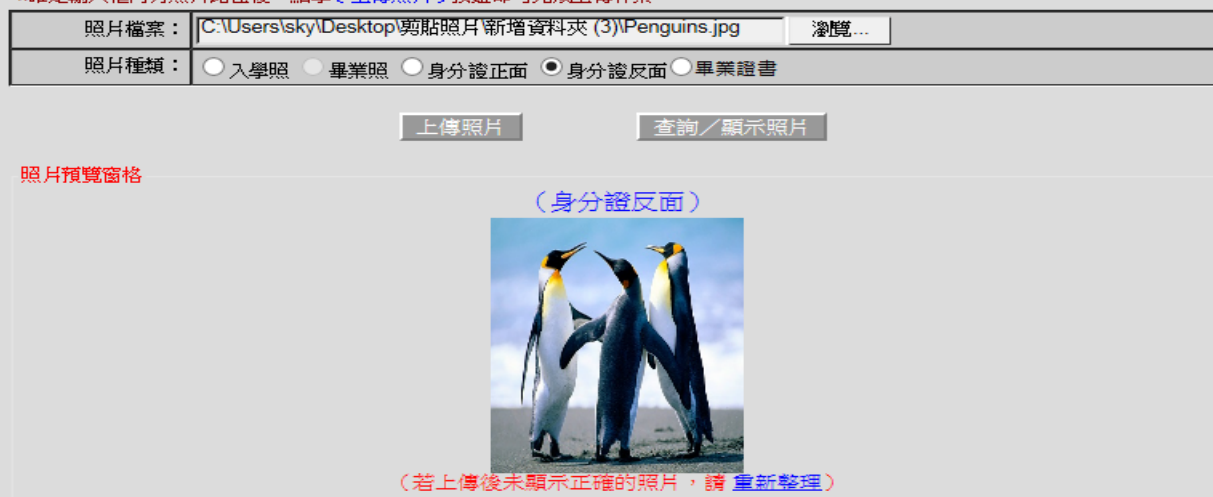 照片檔案： C:\Users\sky\Desktop\剪貼照片\新增資料夾 (3)\Penguins.jpg 瀏覽...
照片種類： 入學照 畢業照 身分證正面 身分證反面 畢業證書
上傳照片 查詢／顯示照片
照片預覽窗格
（身分證反面）
（若上傳後未顯示正確的照片，請 重新整理）